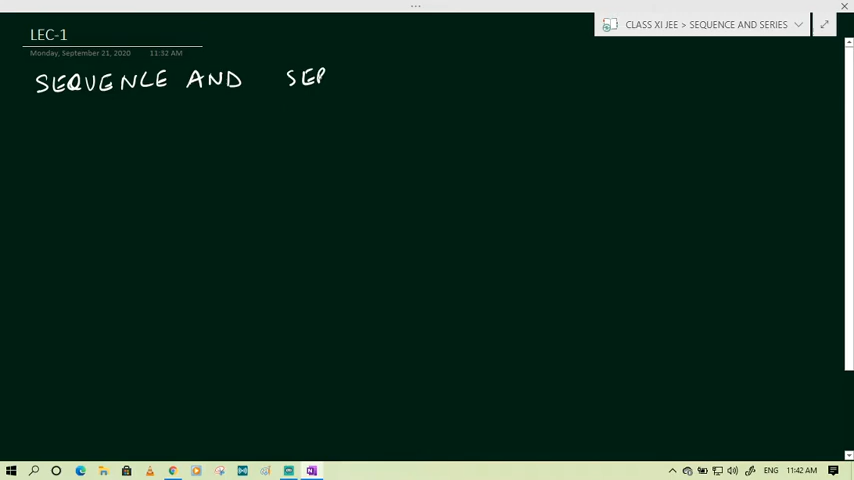 CLASS XI JEE > SEQUENCE AND SERIES
LEC-1
Monday, September 21, 2020 11:32 AM
SEQUENCE AND SEP
ENG 11:42 AM